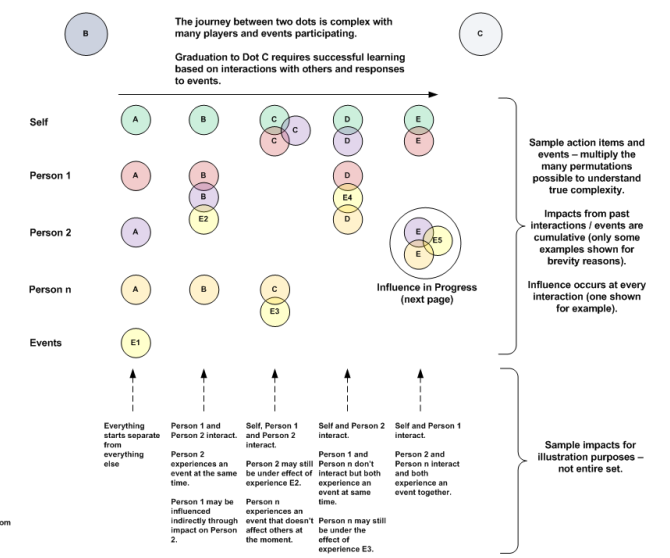 B
The journey between two dots is complex with
many players and events participating.
Graduation to Dot C requires successful learning
based on interactions with others and responses
to events.
C
Self
A
B
C
C
C
D
D
E
E
Person 1
A
B
B
E2
D
E4
D
Person 2
A
E
E5
E
Influence in Progress
(next page)
Person n
A
B
C
E3
Events
E1
Sample action items and
events – multiply the
many permutations
possible to understand
true complexity.
Impacts from past
interactions / events are
cumulative (only some
examples shown for
brevity reasons).
Influence occurs at every
interaction (one shown
for example).
Everything
starts separate
from
everything
else
Person 1 and
Person 2 interact.
Person 2
experiences an
event at the same
time.
Person 1 may be
influenced
indirectly through
impact on Person
2.
Self, Person 1
and Person 2
interact.
Person 2 may still
be under effect of
experience E2.
Person n
experiences an
event that doesn't
affect others at
the moment.
Self and Person 2
interact.
Person 1 and
Person n don't
interact but both
experience an
event at same
time.
Person n may still
be under the
effect of
experience E3.
Self and Person 1
interact.
Person 2 and
Person n interact
and both
experience an
event together.
Sample impacts for
illustration purposes –
not entire set.
om